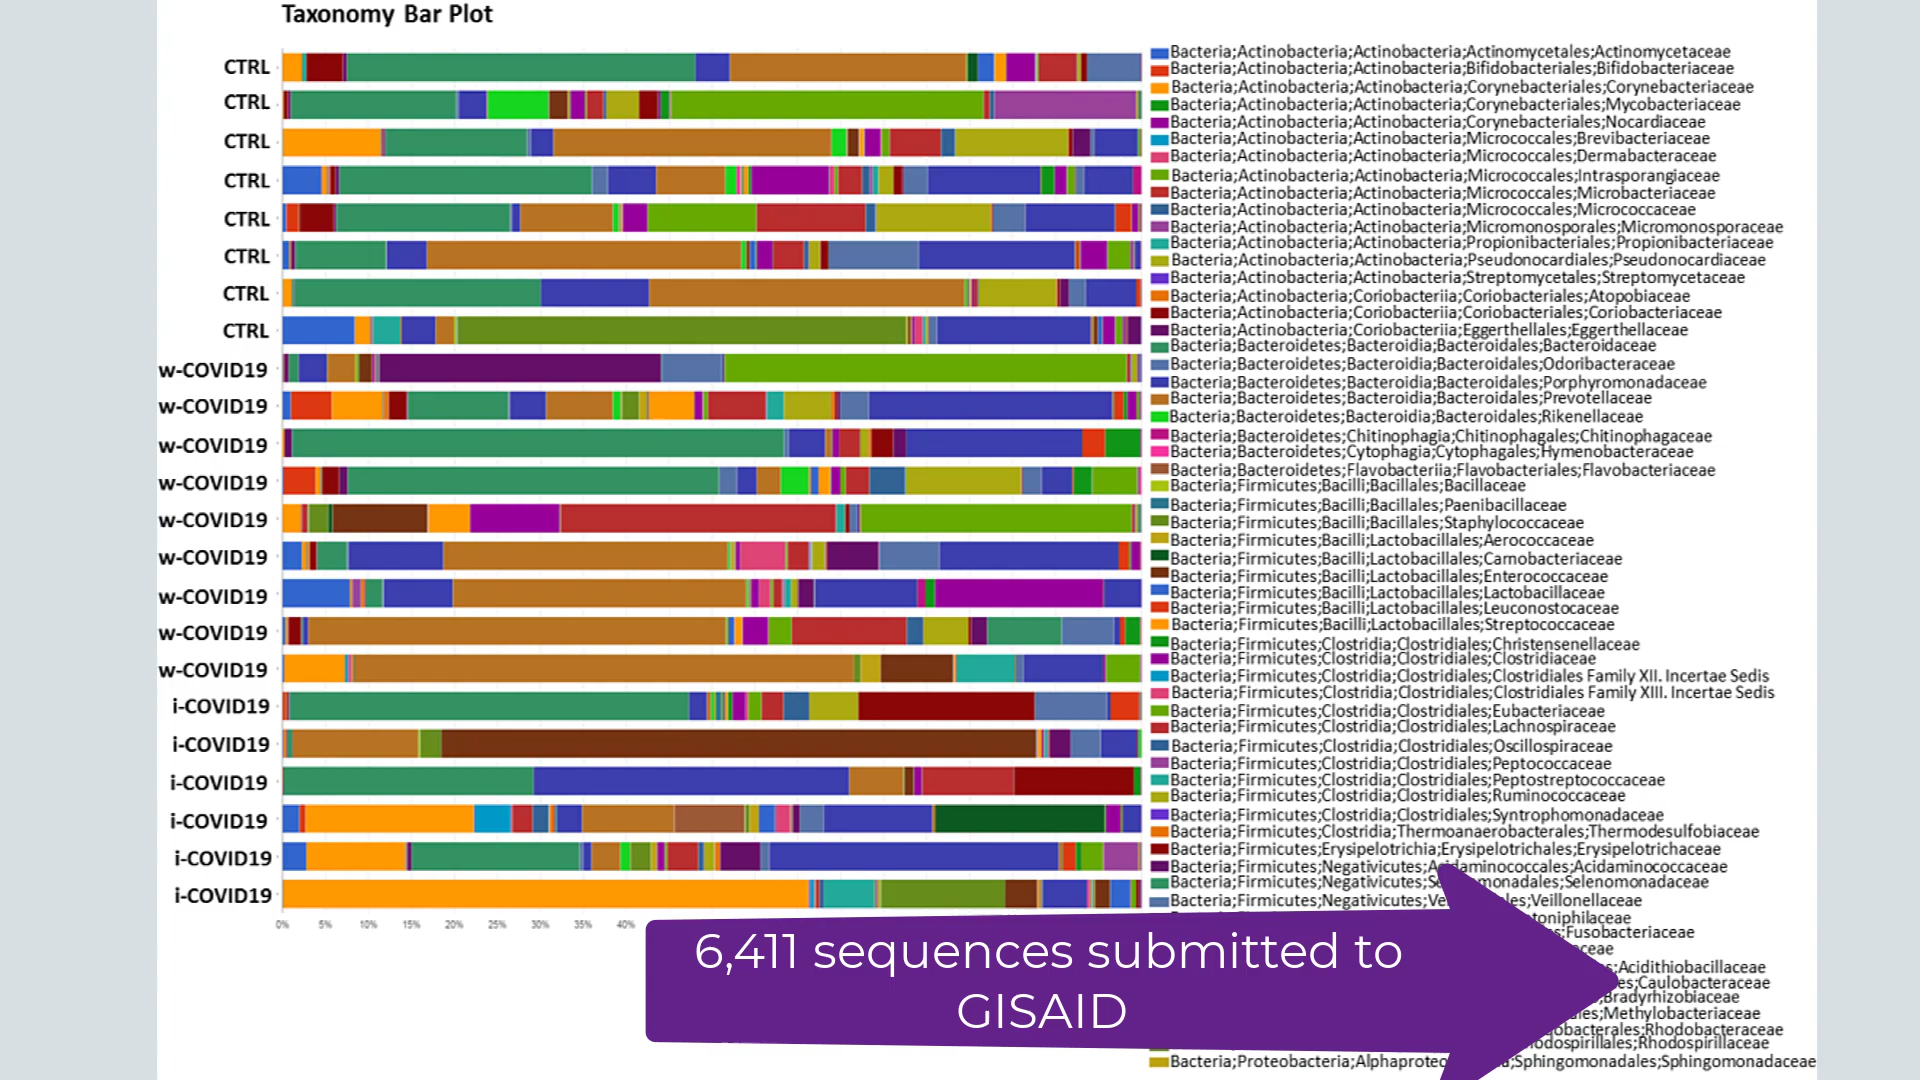 Taxonomy Bar Plot
CTRL
CTRL
CTRL
CTRL
CTRL
CTRL
CTRL
CTRL
w-COVID19
w-COVID19
w-COVID19
w-COVID19
w-COVID19
w-COVID19
w-COVID19
w-COVID19
w-COVID19
i-COVID19
i-COVID19
i-COVID19
i-COVID19
i-COVID19
i-COVID19
0% 5% 10% 15% 20% 25% 30% 35% 40%
Bacteria;Actinobacteria;Actinobacteria;Actinomycetales;Actinomycetaceae
Bacteria;Actinobacteria;Actinobacteria;Bifidobacteriales;Bifidobacteriaceae
Bacteria;Actinobacteria;Actinobacteria;Corynebacteriales;Corynebacteriaceae
Bacteria;Actinobacteria;Actinobacteria;Corynebacteriales;Mycobacteriaceae
Bacteria;Actinobacteria;Actinobacteria;Corynebacteriales;Nocardiaceae
Bacteria;Actinobacteria;Actinobacteria;Micrococcales;Brevibacteriaceae
Bacteria;Actinobacteria;Actinobacteria;Micrococcales;Dermabacteraceae
Bacteria;Actinobacteria;Actinobacteria;Micrococcales;Intrasporangiaceae
Bacteria;Actinobacteria;Actinobacteria;Micrococcales;Microbacteriaceae
Bacteria;Actinobacteria;Actinobacteria;Micrococcales;Micrococcaceae
Bacteria;Actinobacteria;Actinobacteria;Micromonosporales;Micromonosporaceae
Bacteria;Actinobacteria;Actinobacteria;Propionibacteriales;Propionibacteriaceae
Bacteria;Actinobacteria;Actinobacteria;Pseudonocardiales;Pseudonocardiaceae
Bacteria;Actinobacteria;Actinobacteria;Streptomycetales;Streptomycetaceae
Bacteria;Actinobacteria;Coriobacteriia;Coriobacteriales;Atopobiaceae
Bacteria;Actinobacteria;Coriobacteriia;Coriobacteriales;Coriobacteriaceae
Bacteria;Actinobacteria;Coriobacteriia;Eggerthellales;Eggerthellaceae
Bacteria;Bacteroidetes;Bacteroidia;Bacteroidales;Bacteroidaceae
Bacteria;Bacteroidetes;Bacteroidia;Bacteroidales;Odoribacteraceae
Bacteria;Bacteroidetes;Bacteroidia;Bacteroidales;Porphyromonadaceae
Bacteria;Bacteroidetes;Bacteroidia;Bacteroidales;Prevotellaceae
Bacteria;Bacteroidetes;Bacteroidia;Bacteroidales;Rikenellaceae
Bacteria;Bacteroidetes;Chitinophagia;Chitinophagales;Chitinophagaceae
Bacteria;Bacteroidetes;Cytophagia;Cytophagales;Hymenobacteraceae
Bacteria;Bacteroidetes;Flavobacteriia;Flavobacteriales;Flavobacteriaceae
Bacteria;Firmicutes;Bacilli;Bacillales;Bacillaceae
Bacteria;Firmicutes;Bacilli;Bacillales;Paenibacillaceae
Bacteria;Firmicutes;Bacilli;Bacillales;Staphylococcaceae
Bacteria;Firmicutes;Bacilli;Lactobacillales;Aerococcaceae
Bacteria;Firmicutes;Bacilli;Lactobacillales;Carnobacteriaceae
Bacteria;Firmicutes;Bacilli;Lactobacillales;Enterococcaceae
Bacteria;Firmicutes;Bacilli;Lactobacillales;Lactobacillaceae
Bacteria;Firmicutes;Bacilli;Lactobacillales;Leuconostocaceae
Bacteria;Firmicutes;Bacilli;Lactobacillales;Streptococcaceae
Bacteria;Firmicutes;Clostridia;Clostridiales;Christensenellaceae
Bacteria;Firmicutes;Clostridia;Clostridiales;Clostridiaceae
Bacteria;Firmicutes;Clostridia;Clostridiales;Clostridiales Family XII. Incertae Sedis
Bacteria;Firmicutes;Clostridia;Clostridiales;Clostridiales Family XIII. Incertae Sedis
Bacteria;Firmicutes;Clostridia;Clostridiales;Eubacteriaceae
Bacteria;Firmicutes;Clostridia;Clostridiales;Lachnospiraceae
Bacteria;Firmicutes;Clostridia;Clostridiales;Oscillospiraceae
Bacteria;Firmicutes;Clostridia;Clostridiales;Peptococcaceae
Bacteria;Firmicutes;Clostridia;Clostridiales;Peptostreptococcaceae
Bacteria;Firmicutes;Clostridia;Clostridiales;Ruminococcaceae
Bacteria;Firmicutes;Clostridia;Clostridiales;Syntrophomonadaceae
Bacteria;Firmicutes;Clostridia;Thermoanaerobacterales;Thermodesulfobiaceae
Bacteria;Firmicutes;Erysipelotrichia;Erysipelotrichales;Erysipelotrichaceae
Bacteria;Firmicutes;Negativicutes;Acidaminococcales;Acidaminococcaceae
Bacteria;Firmicutes;Negativicutes;Se monadales;Selenomonadaceae
Bacteria;Firmicutes;Negativicutes;Ve les;Veillonellaceae
toniphilaceae
s;Fusobacteriaceae
ceae
s;Acidithiobacillaceae
es;Caulobacteraceae
;Bradyrhizobiaceae
les;Methylobacteriaceae
obacterales;Rhodobacteraceae
odospirillales;Rhodospirillaceae
Bacteria;Proteobacteria;Alphaproteo a;Sphingomonadales;Sphingomonadaceae
6,411 sequences submitted to
GISAID